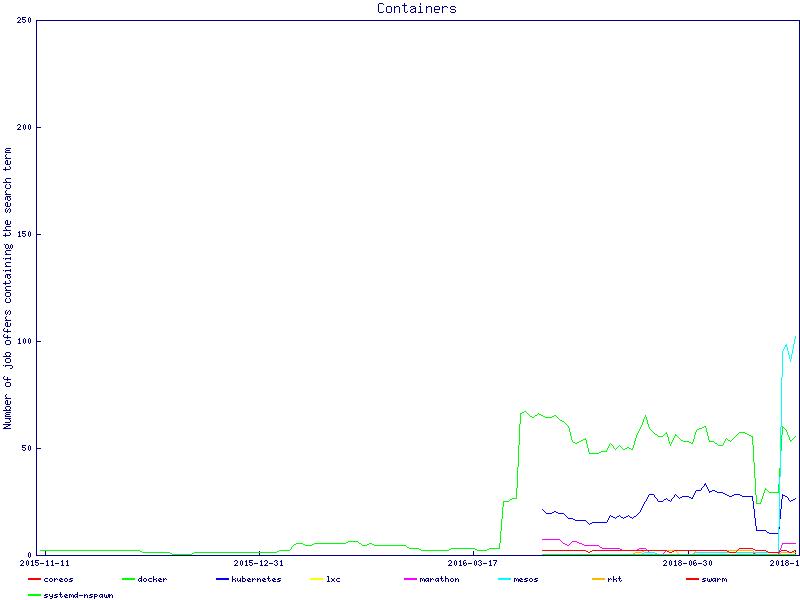 Containers
Number of job offers containing the search term
250
200
150
100
50
0
2015-11-11 2015-12-31 2016-03-17 2018-06-30 2018-1
coreos docker kubernetes lxc marathon mesos rkt swarm
systemd-nspawn